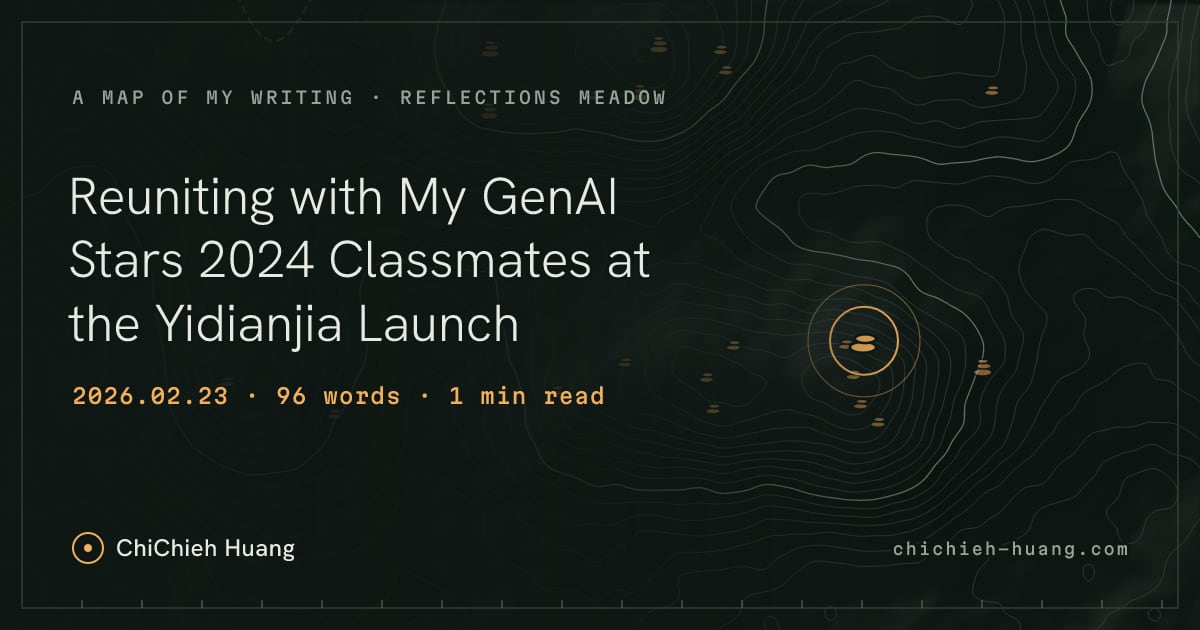 A MAP OF MY WRITING · REFLECTIONS MEADOW
Reuniting with My GenAI
Stars 2024 Classmates at
the Yidianjia Launch
2026.02.23 · 96 words · 1 min read
ChiChieh Huang
chichieh-huang.com